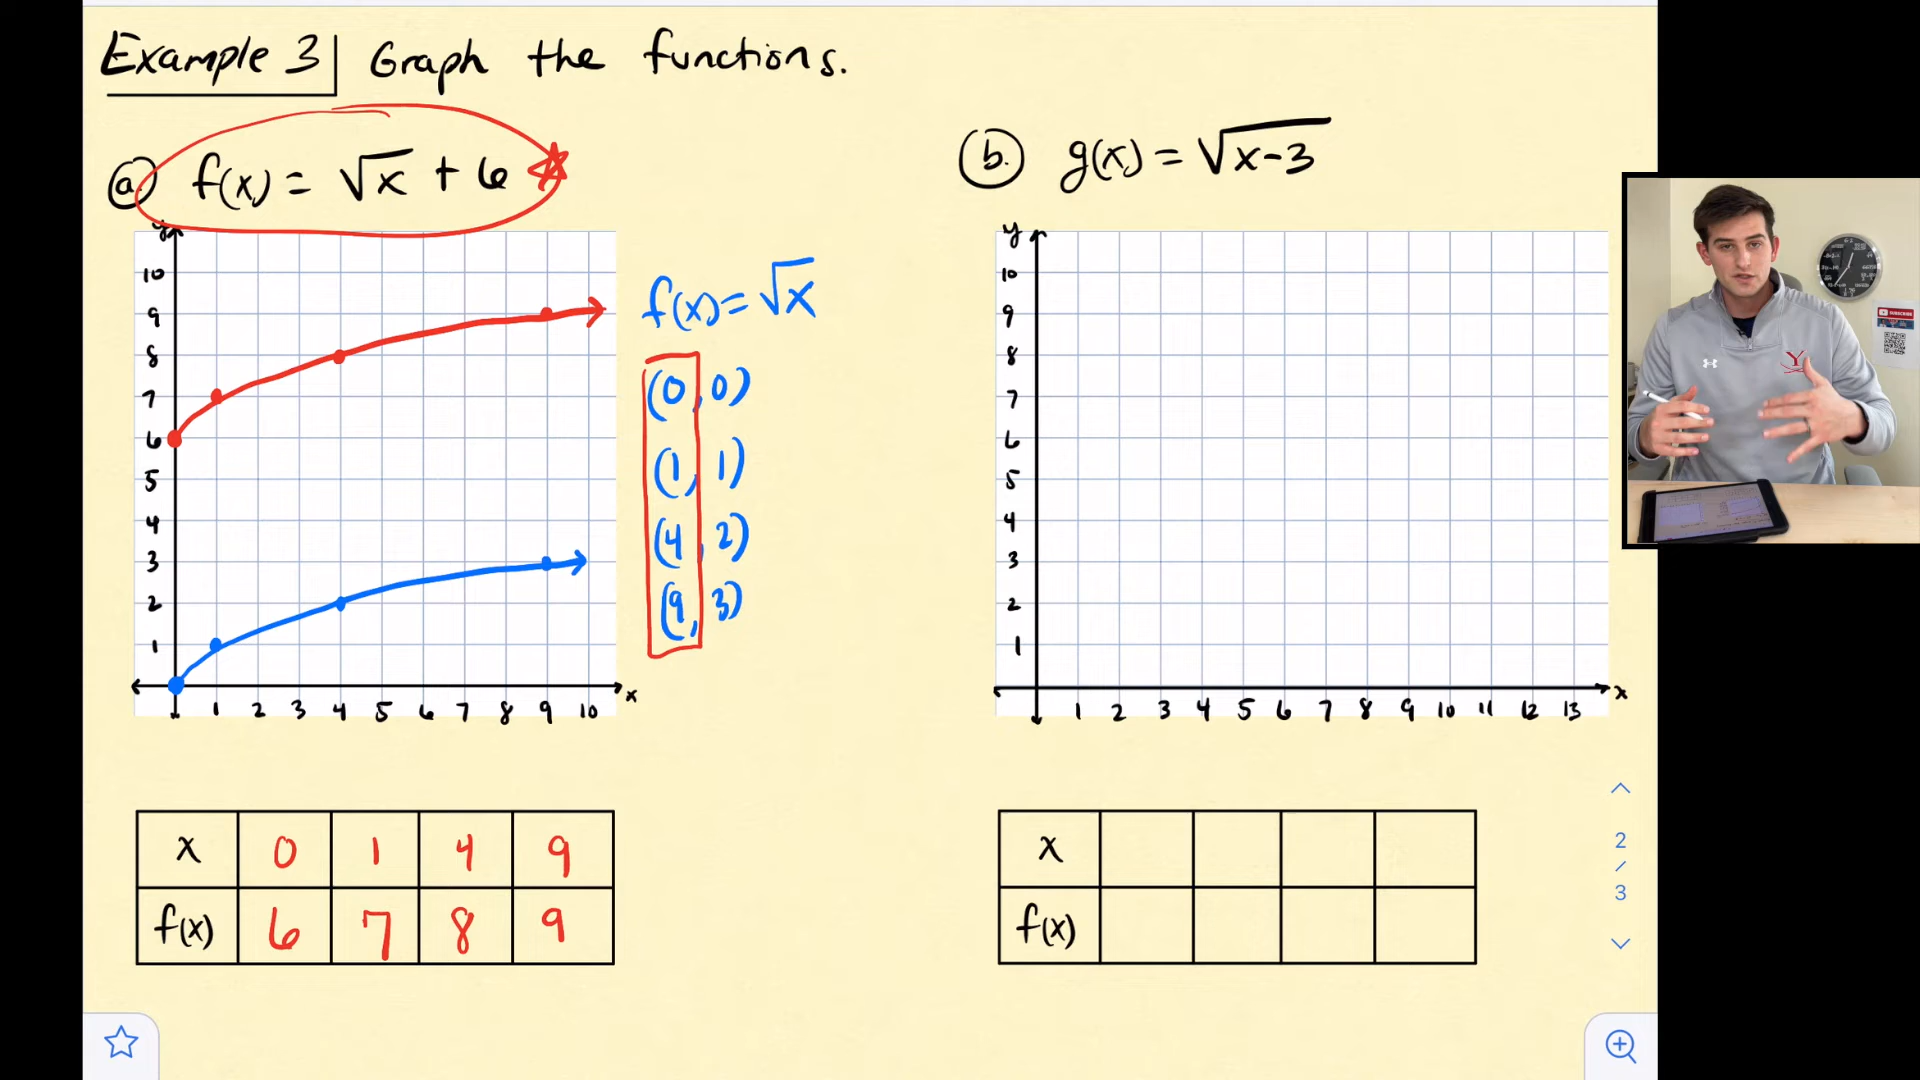 Example 3 Graph the functions.
a. f(x) = √x + 6
b. g(x) = √x-3
y
10
9
8
7
6
5
4
3
2
1
1 2 3 4 5 6 7 8 9 10
x
f(x) = √x
(0, 0)
(1, 1)
(4, 2)
(9, 3)
y
10
9
8
7
6
5
4
3
2
1
1 2 3 4 5 6 7 8 9 10 11 12 13
x
x 0 1 4 9
f(x) 6 7 8 9
x
f(x)
2
/
3
Y
SUBSCRIBE